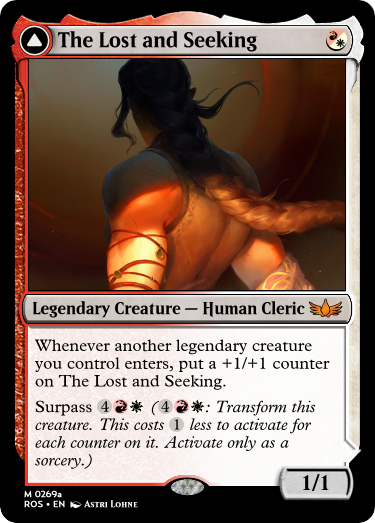 The Lost and Seeking
Legendary Creature — Human Cleric
Whenever another legendary creature
you control enters, put a +1/+1 counter
on The Lost and Seeking.
Surpass 4 (4: Transform this
creature. This costs 1 less to activate for
each counter on it. Activate only as a
sorcery.)
1/1
M 0269a
ROS • EN Astri Lohne